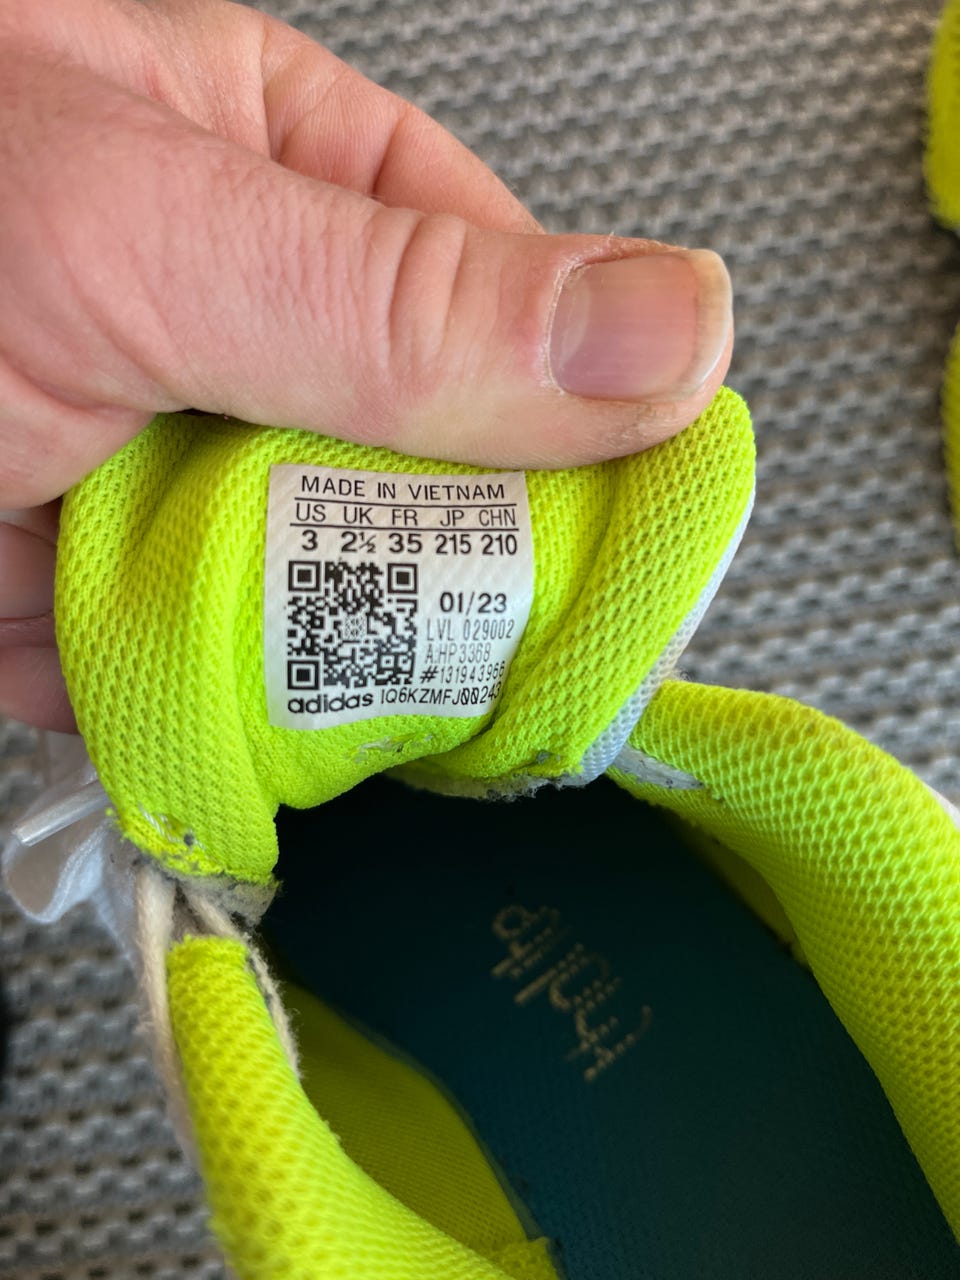 MADE IN VIETNAM
US UK FR JP CHN
3 2½ 35 215 210
01/23
LVL 029002
A:HP3368
#131943966
adidas IQ6KZMFJ00243